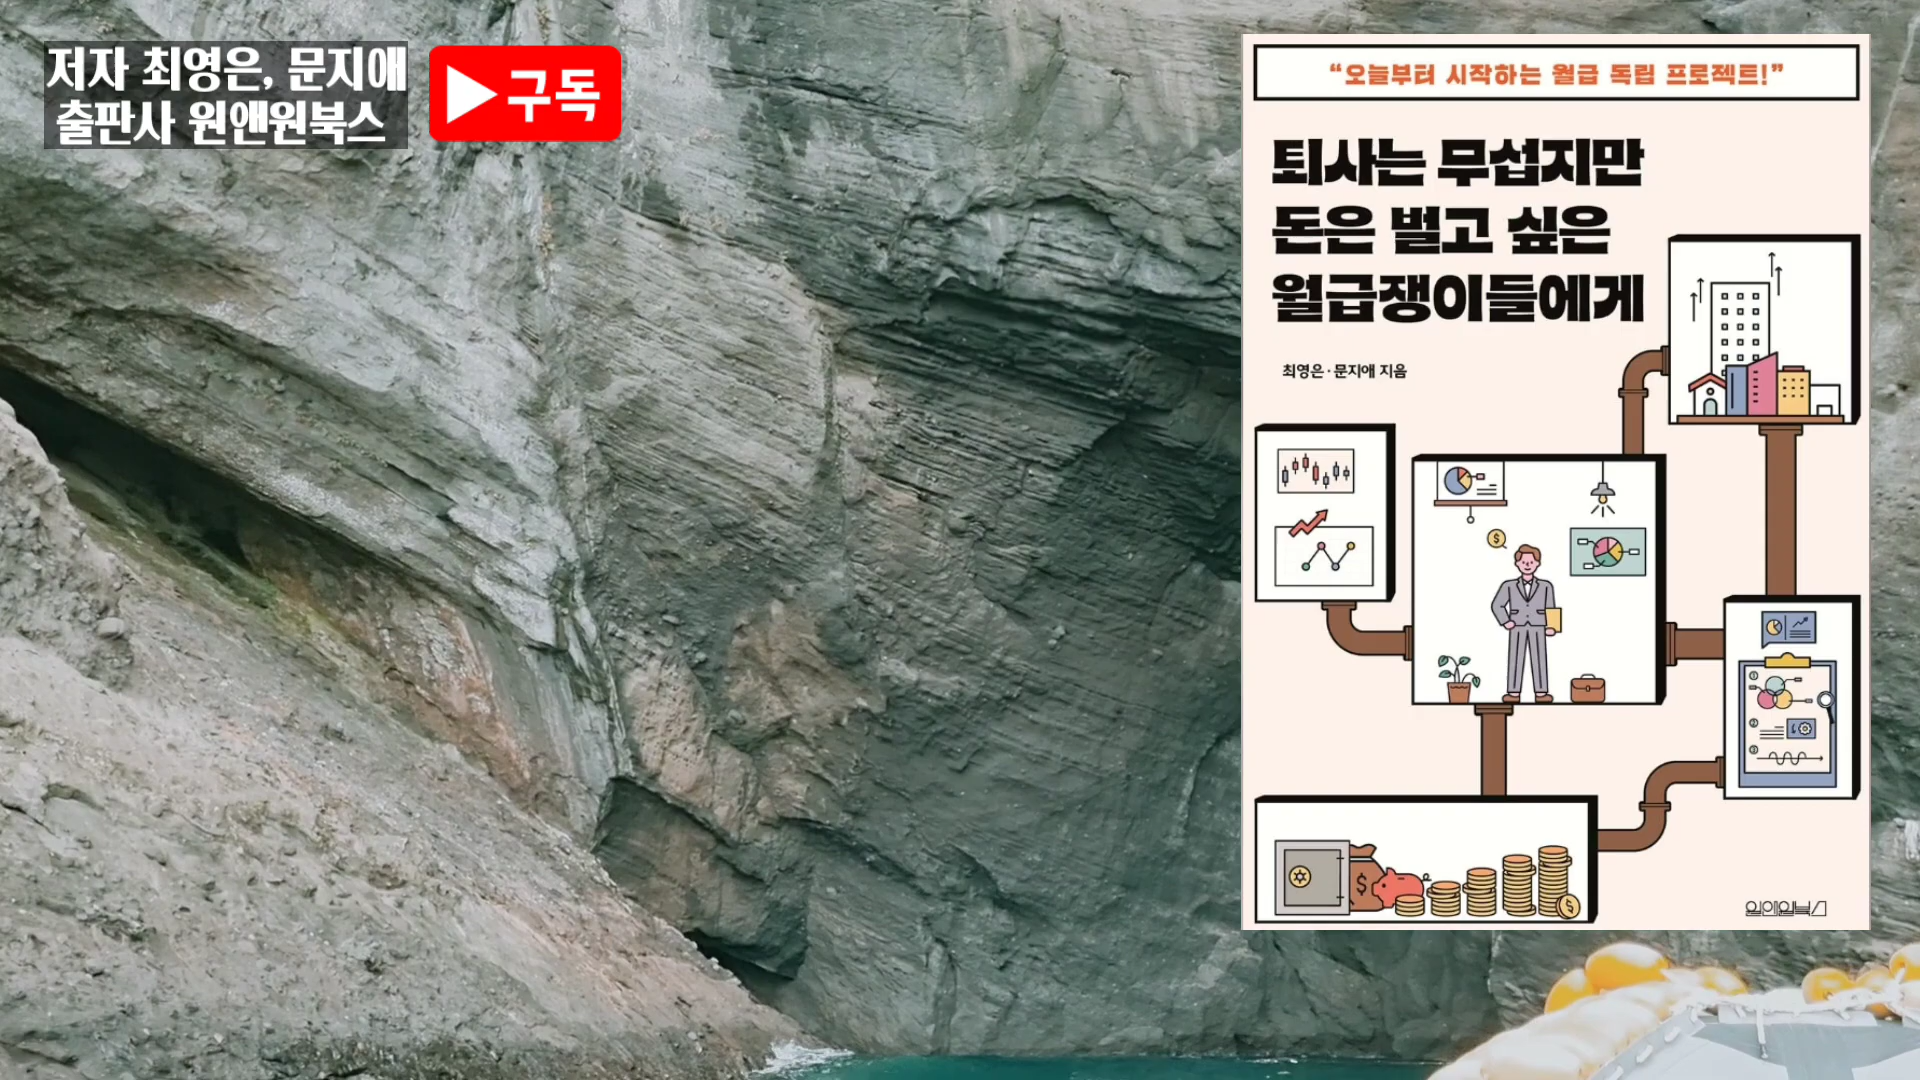 저자 최영은, 문지애
출판사 원앤원북스
구독
“오늘부터 시작하는 월급 독립 프로젝트!”
퇴사는 무섭지만
돈은 벌고 싶은
월급쟁이들에게
최영은·문지애 지음
원앤원북스